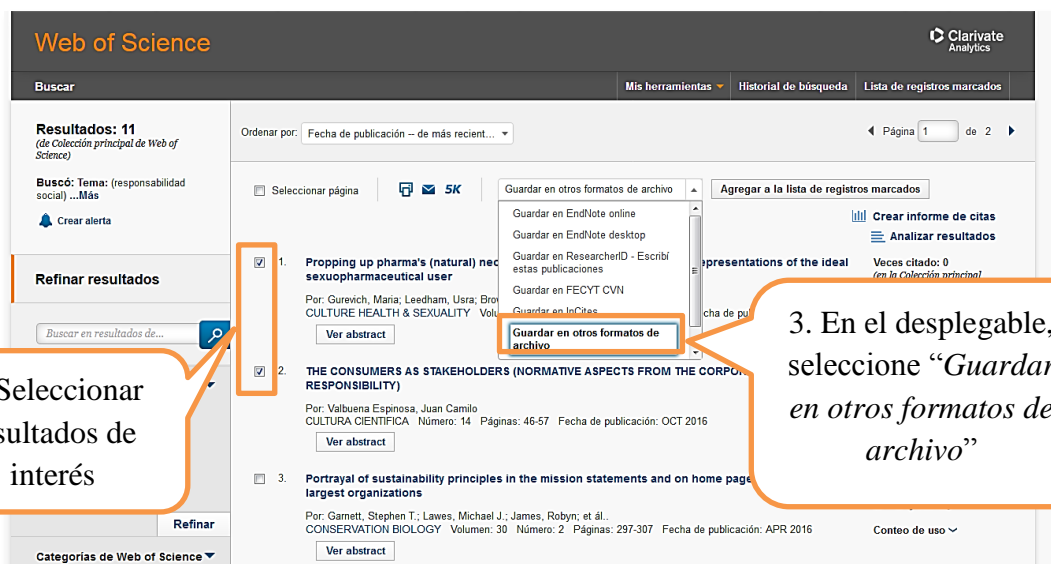 Web of Science
Clarivate
Analytics
Buscar
Mis herramientas
Historial de búsqueda
Lista de registros marcados
Resultados: 11
(de Colección principal de Web of
Science)
Buscó: Tema: (responsabilidad
social) ...Más
Crear alerta
Ordenar por: Fecha de publicación -- de más recient...
Página 1 de 2
Seleccionar página
5K
Guardar en otros formatos de archivo
Agregar a la lista de registros marcados
Guardar en EndNote online
Guardar en EndNote desktop
Guardar en ResearcherID - Escribí
estas publicaciones
Guardar en FECYT CVN
Guardar en InCites
Guardar en otros formatos de
archivo
Crear informe de citas
Analizar resultados
Refinar resultados
Buscar en resultados de...
1. Propping up pharma's (natural) epresentations of the ideal
sexuopharmaceutical user
Por: Gurevich, Maria; Leedham, Usra;
CULTURE HEALTH & SEXUALITY
Ver abstract
Veces citado: 0
(en la Colección principal
3. En el desplegable,
seleccione “Guardar
en otros formatos de
archivo”
Seleccionar
sultados de
interés
2. THE CONSUMERS AS STAKEHOLDERS (NORMATIVE ASPECTS FROM THE
RESPONSIBILITY)
Por: Valbuena Espinosa, Juan Camilo
CULTURA CIENTIFICA Número: 14 Páginas: 46-57 Fecha de publicación: OCT 2016
Ver abstract
3. Portrayal of sustainability principles in the mission statements and on home page
largest organizations
Por: Garnett, Stephen T.; Lawes, Michael J.; James, Robyn; et ál..
CONSERVATION BIOLOGY Volumen: 30 Número: 2 Páginas: 297-307 Fecha de publicación: APR 2016
Ver abstract
Conteo de uso
Refinar
Categorías de Web of Science